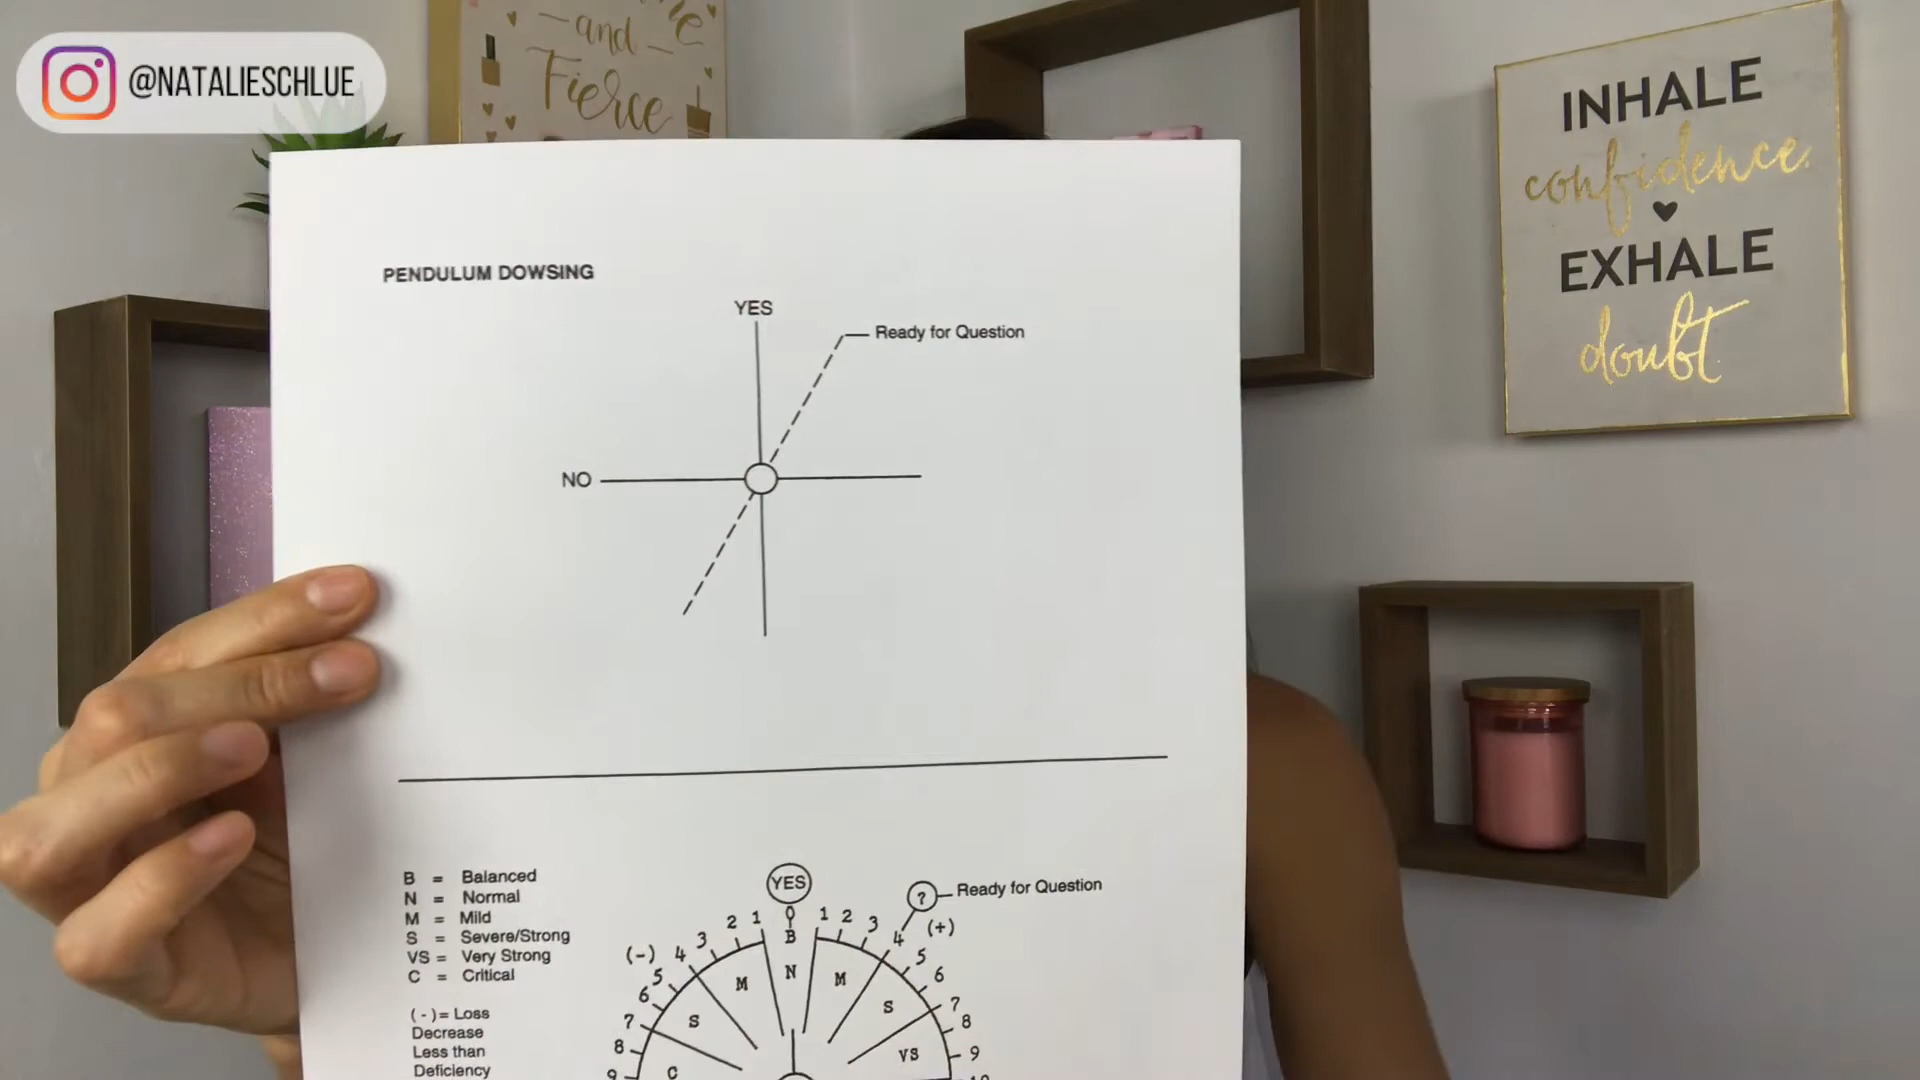 @NATALIESCHLUE
and
Fierce
INHALE
confidence
EXHALE
doubt
PENDULUM DOWSING
YES
Ready for Question
NO
B = Balanced
N = Normal
M = Mild
S = Severe/Strong
VS = Very Strong
C = Critical
(-)= Loss
Decrease
Less than
Deficiency
YES
? Ready for Question
(-) 4 3 2 1 0 1 2 3 4 (+)
5 B 5
6 M N M 6
7 S S 7
8 8
9 C VS 9
10